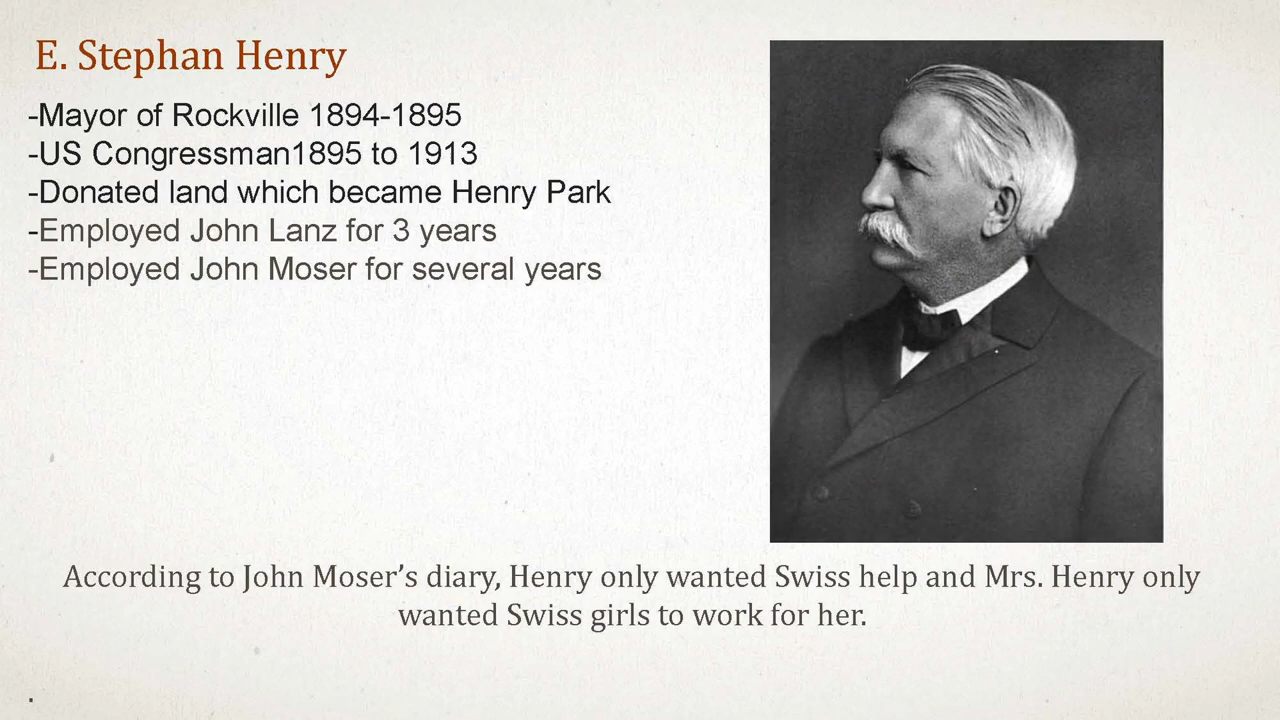 E. Stephan Henry
-Mayor of Rockville 1894-1895
-US Congressman1895 to 1913
-Donated land which became Henry Park
-Employed John Lanz for 3 years
-Employed John Moser for several years
According to John Moser’s diary, Henry only wanted Swiss help and Mrs. Henry only
wanted Swiss girls to work for her.
.